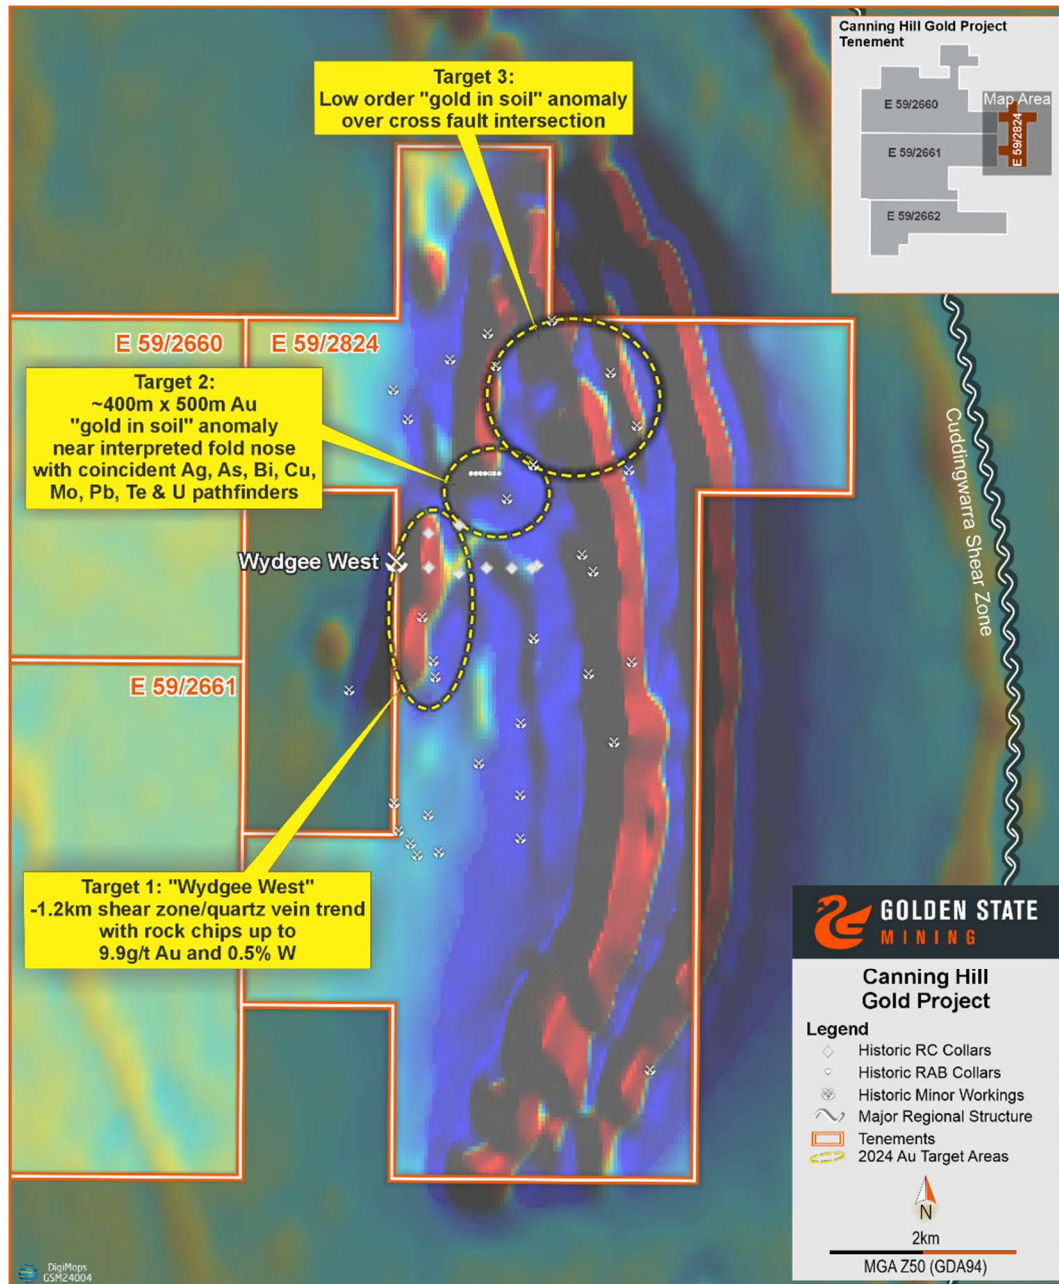 Canning Hill Gold Project
Tenement
Map Area
E 59/2660
E 59/2661
E 59/2824
E 59/2662
Target 3:
Low order "gold in soil" anomaly
over cross fault intersection
E 59/2660
E 59/2824
Target 2:
~400m x 500m Au
"gold in soil" anomaly
near interpreted fold nose
with coincident Ag, As, Bi, Cu,
Mo, Pb, Te & U pathfinders
Cuddingwarra Shear Zone
Wydgee West
E 59/2661
Target 1: "Wydgee West"
-1.2km shear zone/quartz vein trend
with rock chips up to
9.9g/t Au and 0.5% W
GOLDEN STATE
MINING
Canning Hill
Gold Project
Legend
Historic RC Collars
Historic RAB Collars
Historic Minor Workings
Major Regional Structure
Tenements
2024 Au Target Areas
N
2km
MGA Z50 (GDA94)
DigiMaps
GSM24004